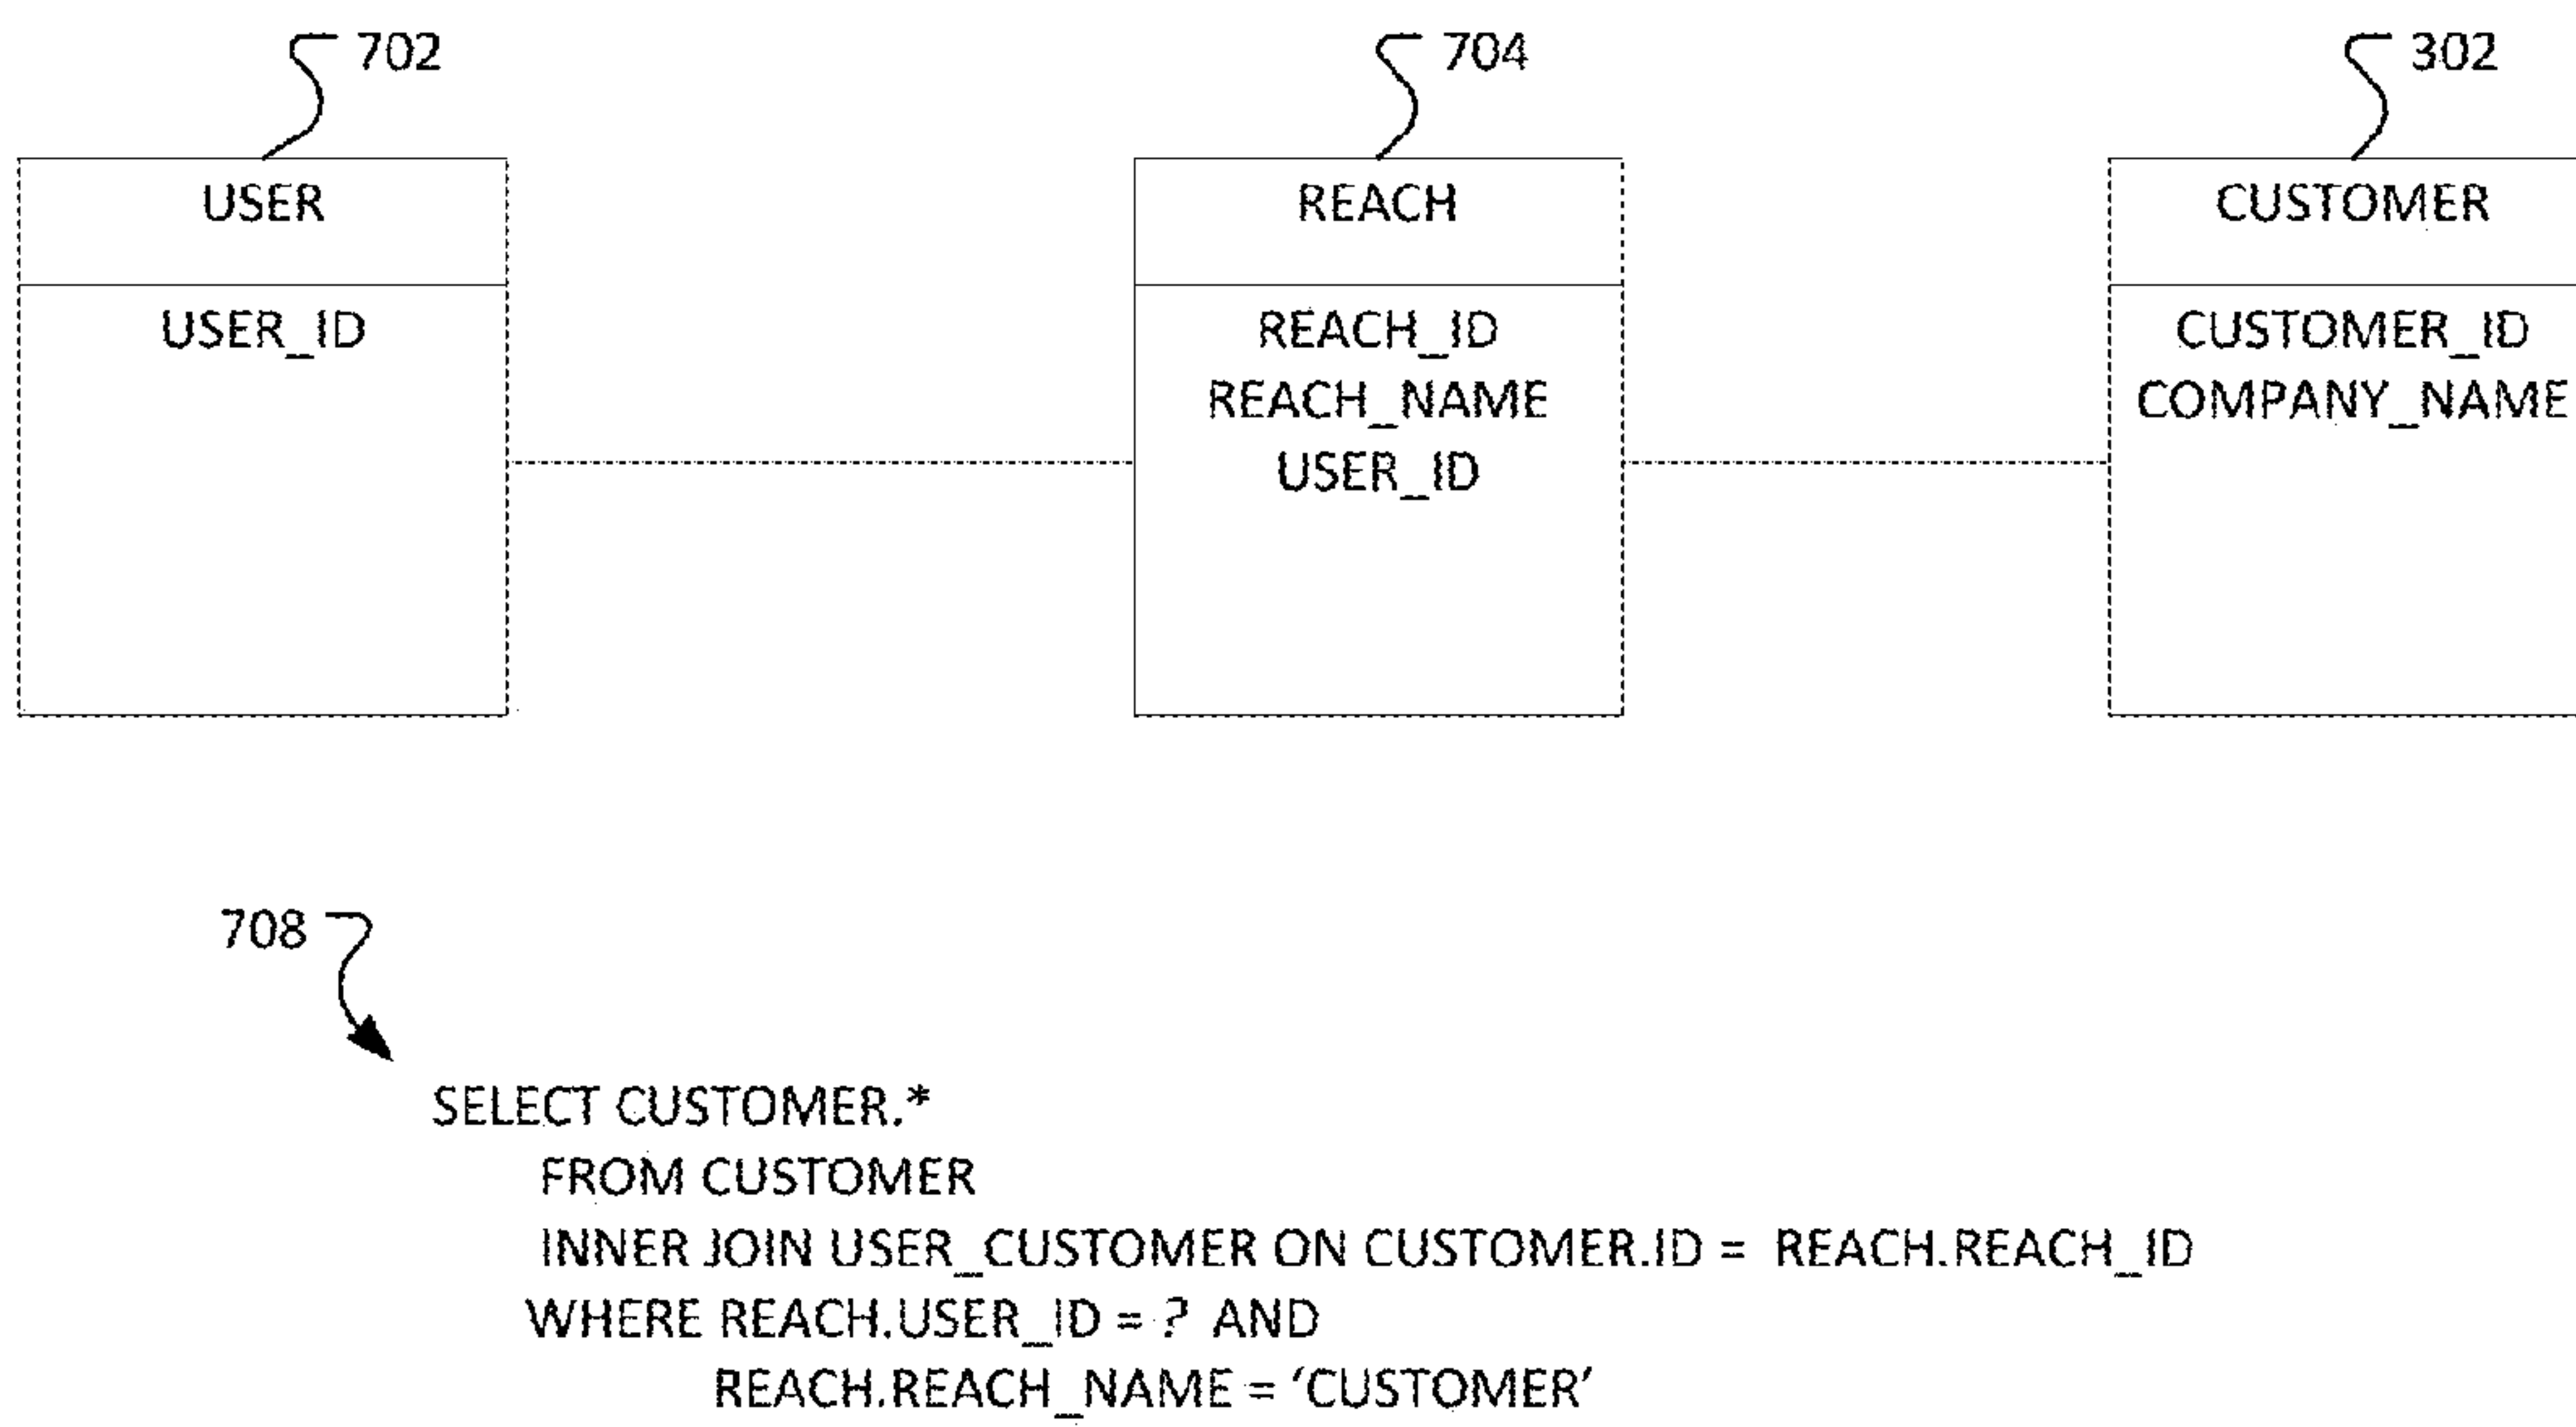 702
704
302
USER
REACH
CUSTOMER
USER_ID
REACH_ID
REACH_NAME
USER_ID
CUSTOMER_ID
COMPANY_NAME
708
SELECT CUSTOMER.*
FROM CUSTOMER
INNER JOIN USER_CUSTOMER ON CUSTOMER.ID = REACH.REACH_ID
WHERE REACH.USER_ID = ? AND
REACH.REACH_NAME = ‘CUSTOMER’